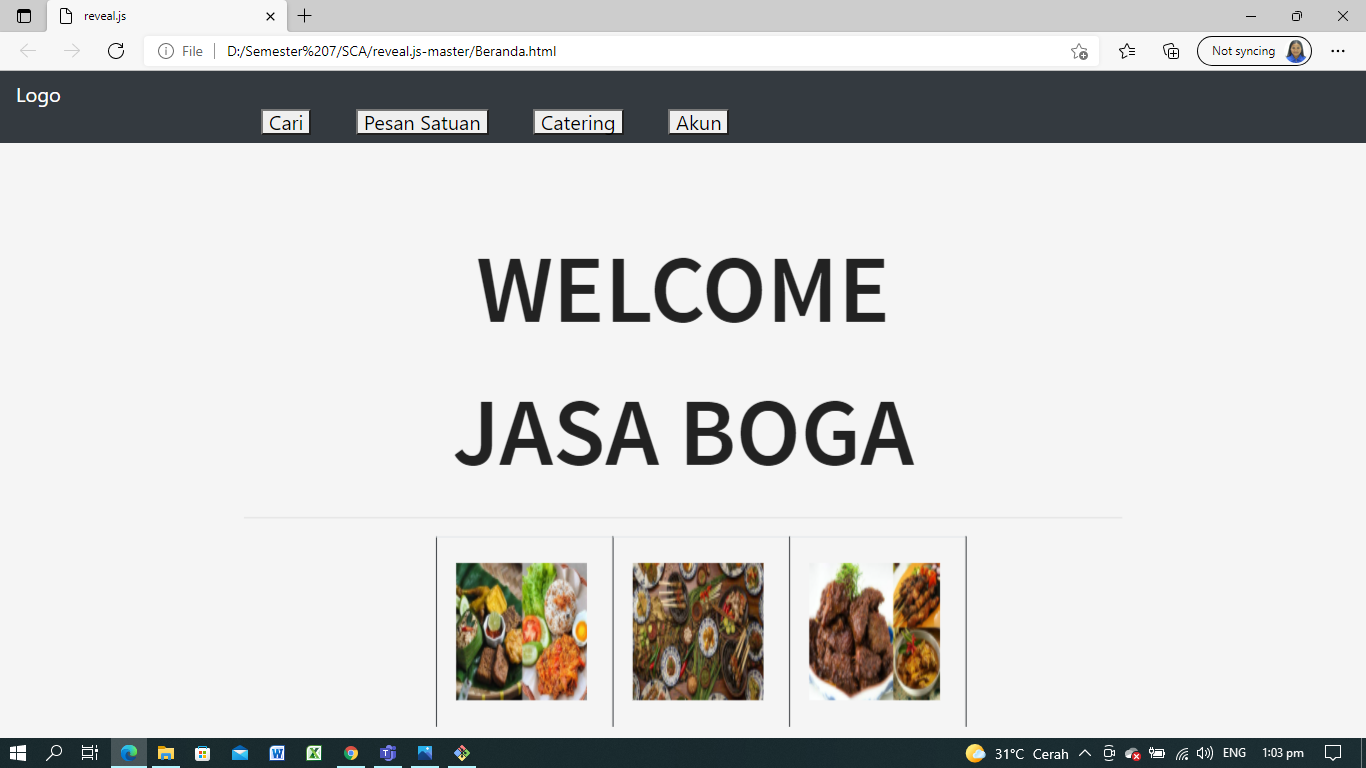 reveal.js
File
D:/Semester%207/SCA/reveal.js-master/Beranda.html
Not syncing
Logo
Cari Pesan Satuan Catering Akun
WELCOME
JASA BOGA
31°C Cerah ENG 1:03 pm